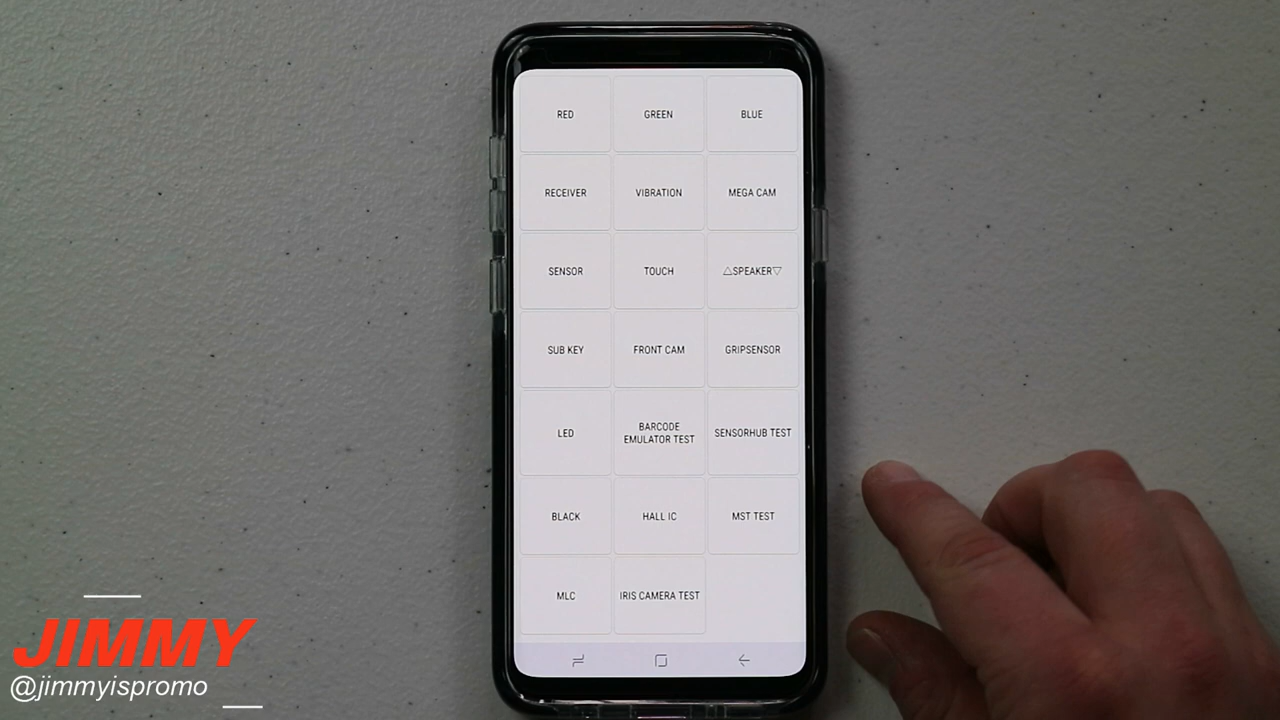 RED
GREEN
BLUE
RECEIVER
VIBRATION
MEGA CAM
SENSOR
TOUCH
△SPEAKER▽
SUB KEY
FRONT CAM
GRIPSENSOR
LED
BARCODE
EMULATOR TEST
SENSORHUB TEST
BLACK
HALL IC
MST TEST
MLC
IRIS CAMERA TEST
JIMMY
@jimmyispromo